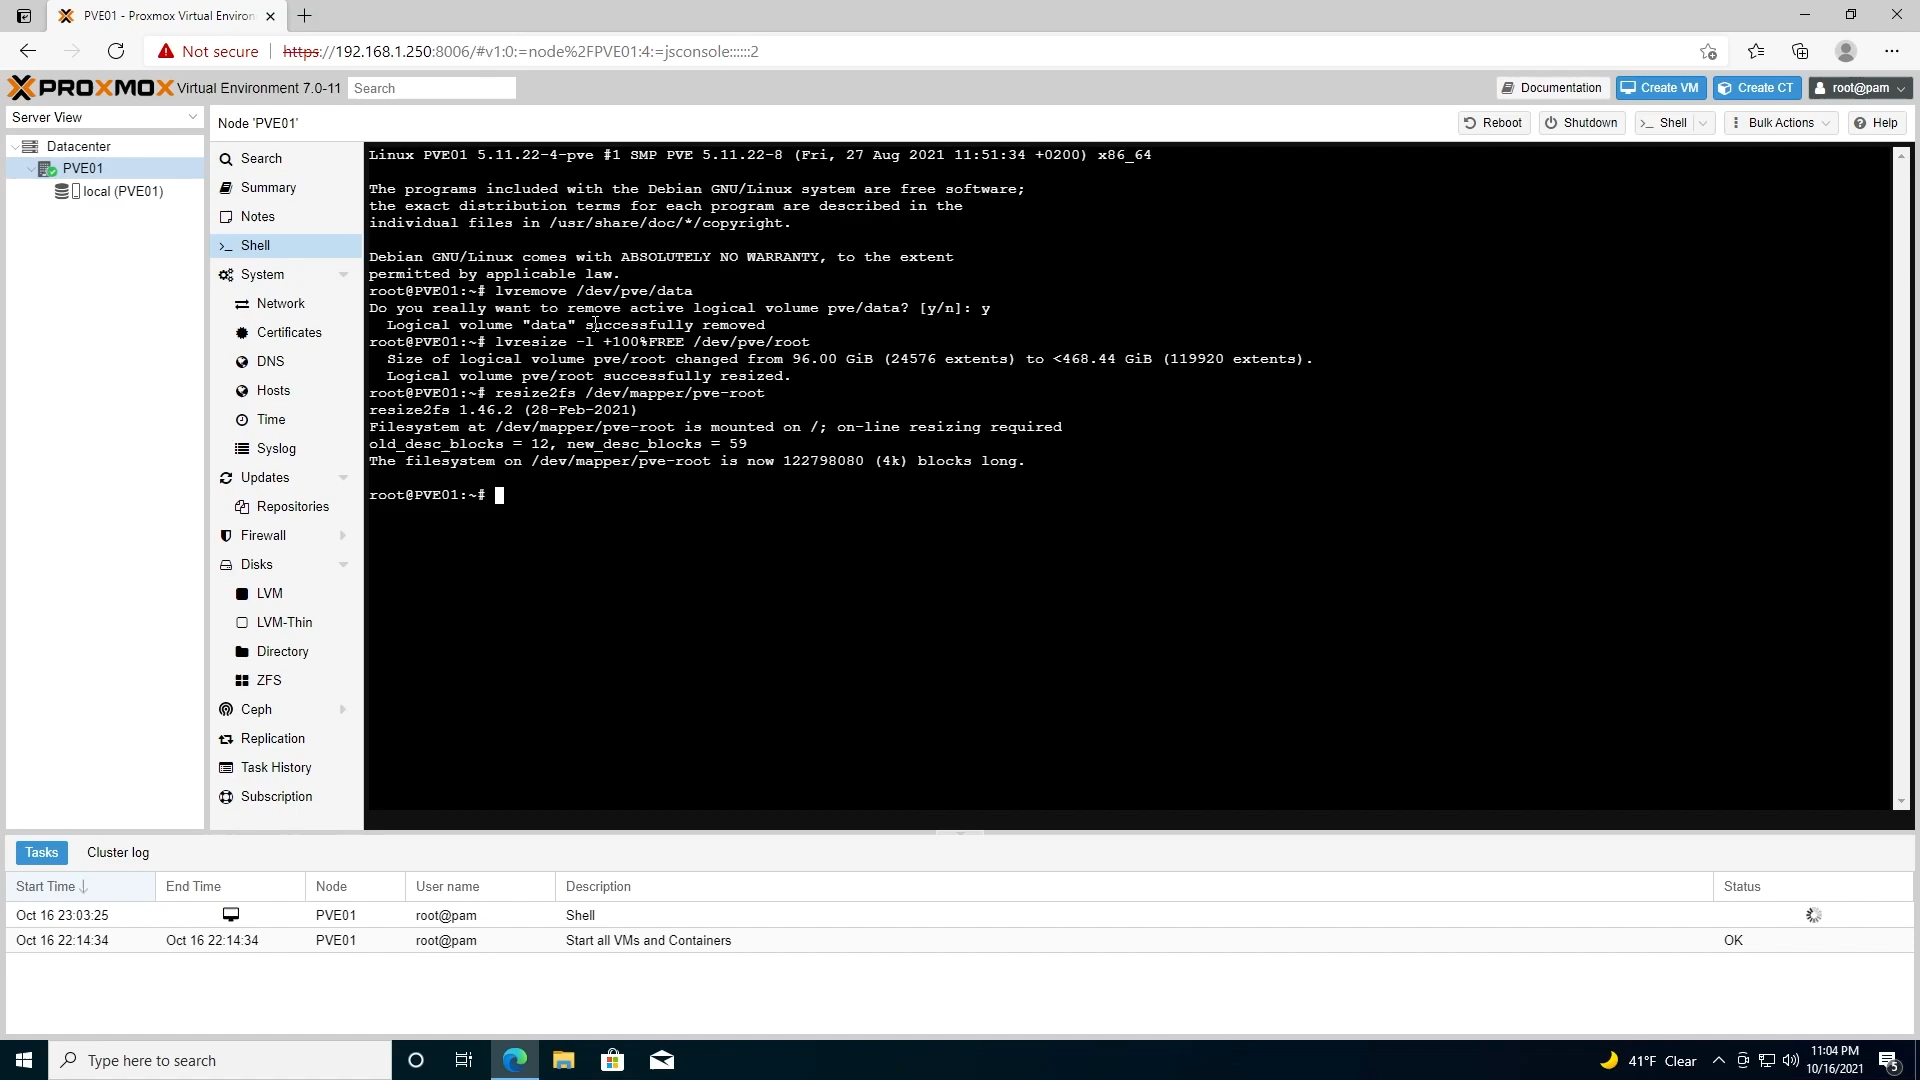 PVE01 - Proxmox Virtual Environ
Not secure
https://192.168.1.250:8006/#v1:0:=node%2FPVE01:4:=jsconsole::::::2
PROXMOX Virtual Environment 7.0-11
Search
Documentation
Create VM
Create CT
root@pam
Server View
Node 'PVE01'
Reboot
Shutdown
>_ Shell
Bulk Actions
Help
Datacenter
PVE01
local (PVE01)
Search
Summary
Notes
>_ Shell
System
Network
Certificates
DNS
Hosts
Time
Syslog
Updates
Repositories
Firewall
Disks
LVM
LVM-Thin
Directory
ZFS
Ceph
Replication
Task History
Subscription
Linux PVE01 5.11.22-4-pve #1 SMP PVE 5.11.22-8 (Fri, 27 Aug 2021 11:51:34 +0200) x86_64
The programs included with the Debian GNU/Linux system are free software;
the exact distribution terms for each program are described in the
individual files in /usr/share/doc/*/copyright.
Debian GNU/Linux comes with ABSOLUTELY NO WARRANTY, to the extent
permitted by applicable law.
root@PVE01:~# lvremove /dev/pve/data
Do you really want to remove active logical volume pve/data? [y/n]: y
Logical volume "data" successfully removed
root@PVE01:~# lvresize -l +100%FREE /dev/pve/root
Size of logical volume pve/root changed from 96.00 GiB (24576 extents) to <468.44 GiB (119920 extents).
Logical volume pve/root successfully resized.
root@PVE01:~# resize2fs /dev/mapper/pve-root
resize2fs 1.46.2 (28-Feb-2021)
Filesystem at /dev/mapper/pve-root is mounted on /; on-line resizing required
old_desc_blocks = 12, new_desc_blocks = 59
The filesystem on /dev/mapper/pve-root is now 122798080 (4k) blocks long.
root@PVE01:~#
Tasks
Cluster log
Start Time
End Time
Node
User name
Description
Status
Oct 16 23:03:25 PVE01 root@pam Shell
Oct 16 22:14:34 Oct 16 22:14:34 PVE01 root@pam Start all VMs and Containers OK
Type here to search
41°F Clear
11:04 PM
10/16/2021
5